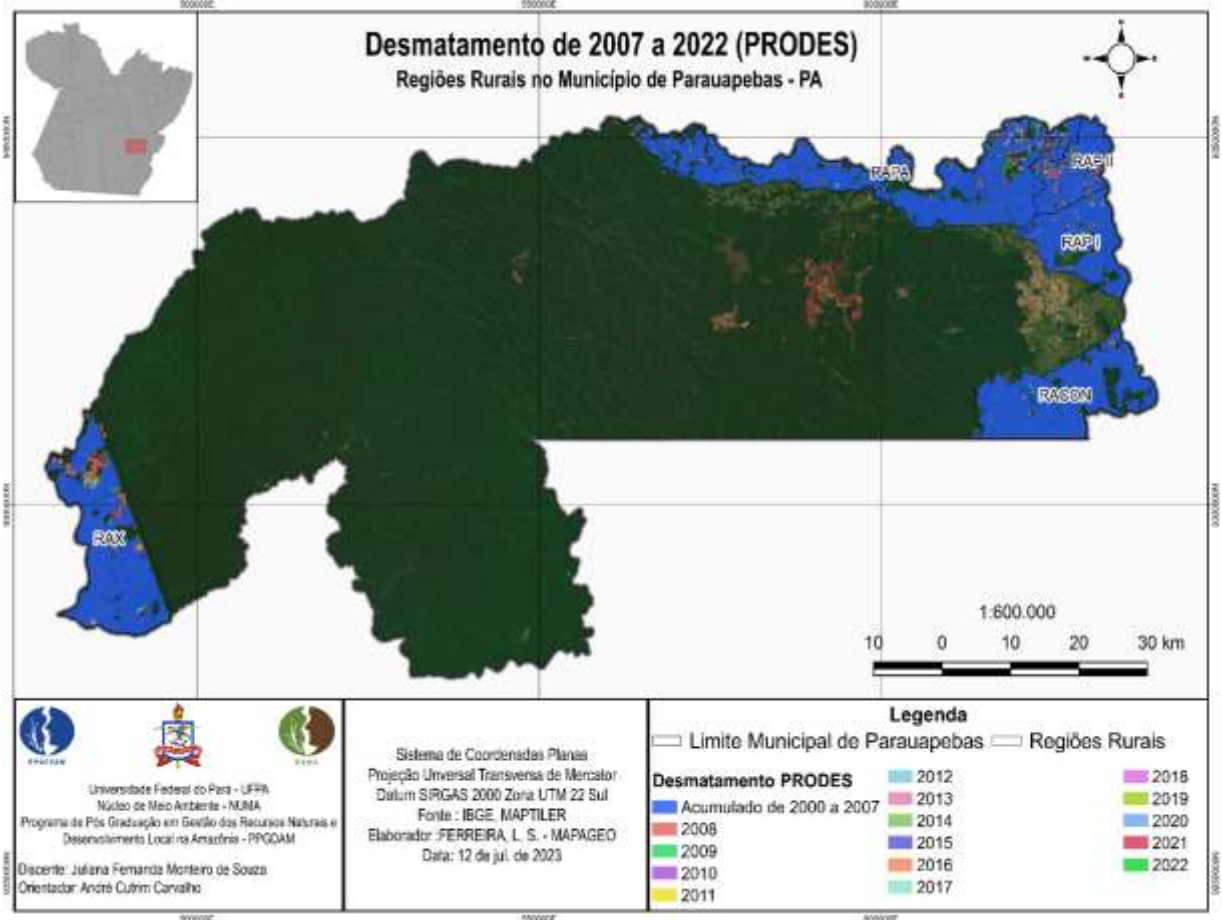 Desmatamento de 2007 a 2022 (PRODES)
Regiões Rurais no Município de Parauapebas - PA
RAPA
RAP II
RAP I
RACON
RAX
1:600.000
10 0 10 20 30 km
Universidade Federal do Pará - UFPA
Núcleo de Meio Ambiente - NUMA
Programa de Pós Graduação em Gestão dos Recursos Naturais e
Desenvolvimento Local na Amazônia - PPGDAM
Discente: Juliana Fernanda Monteiro de Souza
Orientador: André Cutrim Carvalho
Sistema de Coordenadas Planas
Projeção Unversal Transversa de Mercator
Datum SIRGAS 2000 Zona UTM 22 Sul
Fonte : IBGE, MAPTILER
Elaborador :FERREIRA, L. S. - MAPAGEO
Data: 12 de jul. de 2023
Legenda
Limite Municipal de Parauapebas Regiões Rurais
Desmatamento PRODES
Acumulado de 2000 a 2007
2008
2009
2010
2011
2012
2013
2014
2015
2016
2017
2018
2019
2020
2021
2022